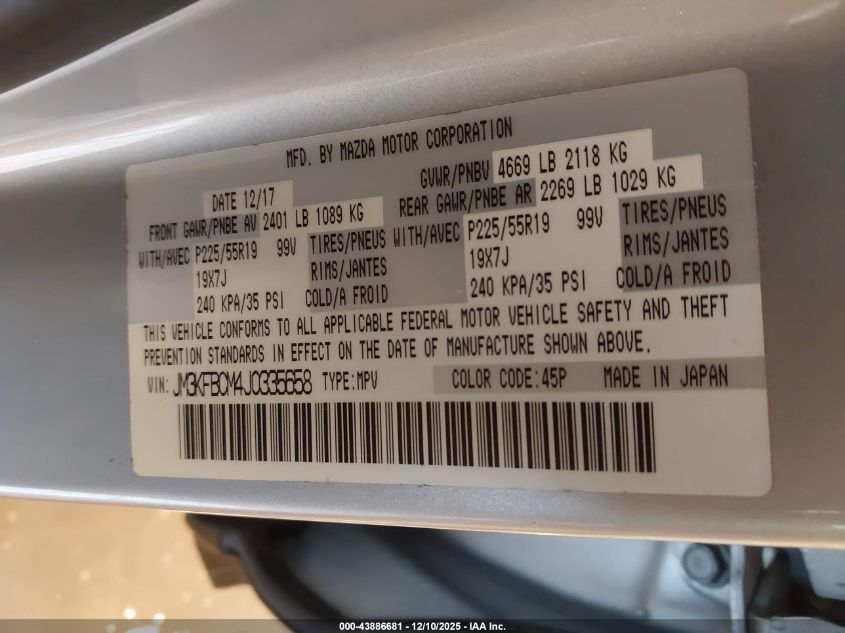 MFD. BY MAZDA MOTOR CORPORATION
DATE 12/17 GVWR/PNBV 4669 LB 2118 KG
FRONT GAWR/PNBE AV 2401 LB 1089 KG REAR GAWR/PNBE AR 2269 LB 1029 KG
WITH/AVEC P225/55R19 99V TIRES/PNEUS WITH/AVEC P225/55R19 99V TIRES/PNEUS
19X7J RIMS/JANTES 19X7J RIMS/JANTES
240 KPA/35 PSI COLD/A FROID 240 KPA/35 PSI COLD/A FROID
THIS VEHICLE CONFORMS TO ALL APPLICABLE FEDERAL MOTOR VEHICLE SAFETY AND THEFT
PREVENTION STANDARDS IN EFFECT ON THE DATE OF MANUFACTURE SHOWN ABOVE.
VIN: JM3KFBCM4J0335658 TYPE:MPV COLOR CODE:45P MADE IN JAPAN
000-43886681 - 12/10/2025 - IAA Inc.